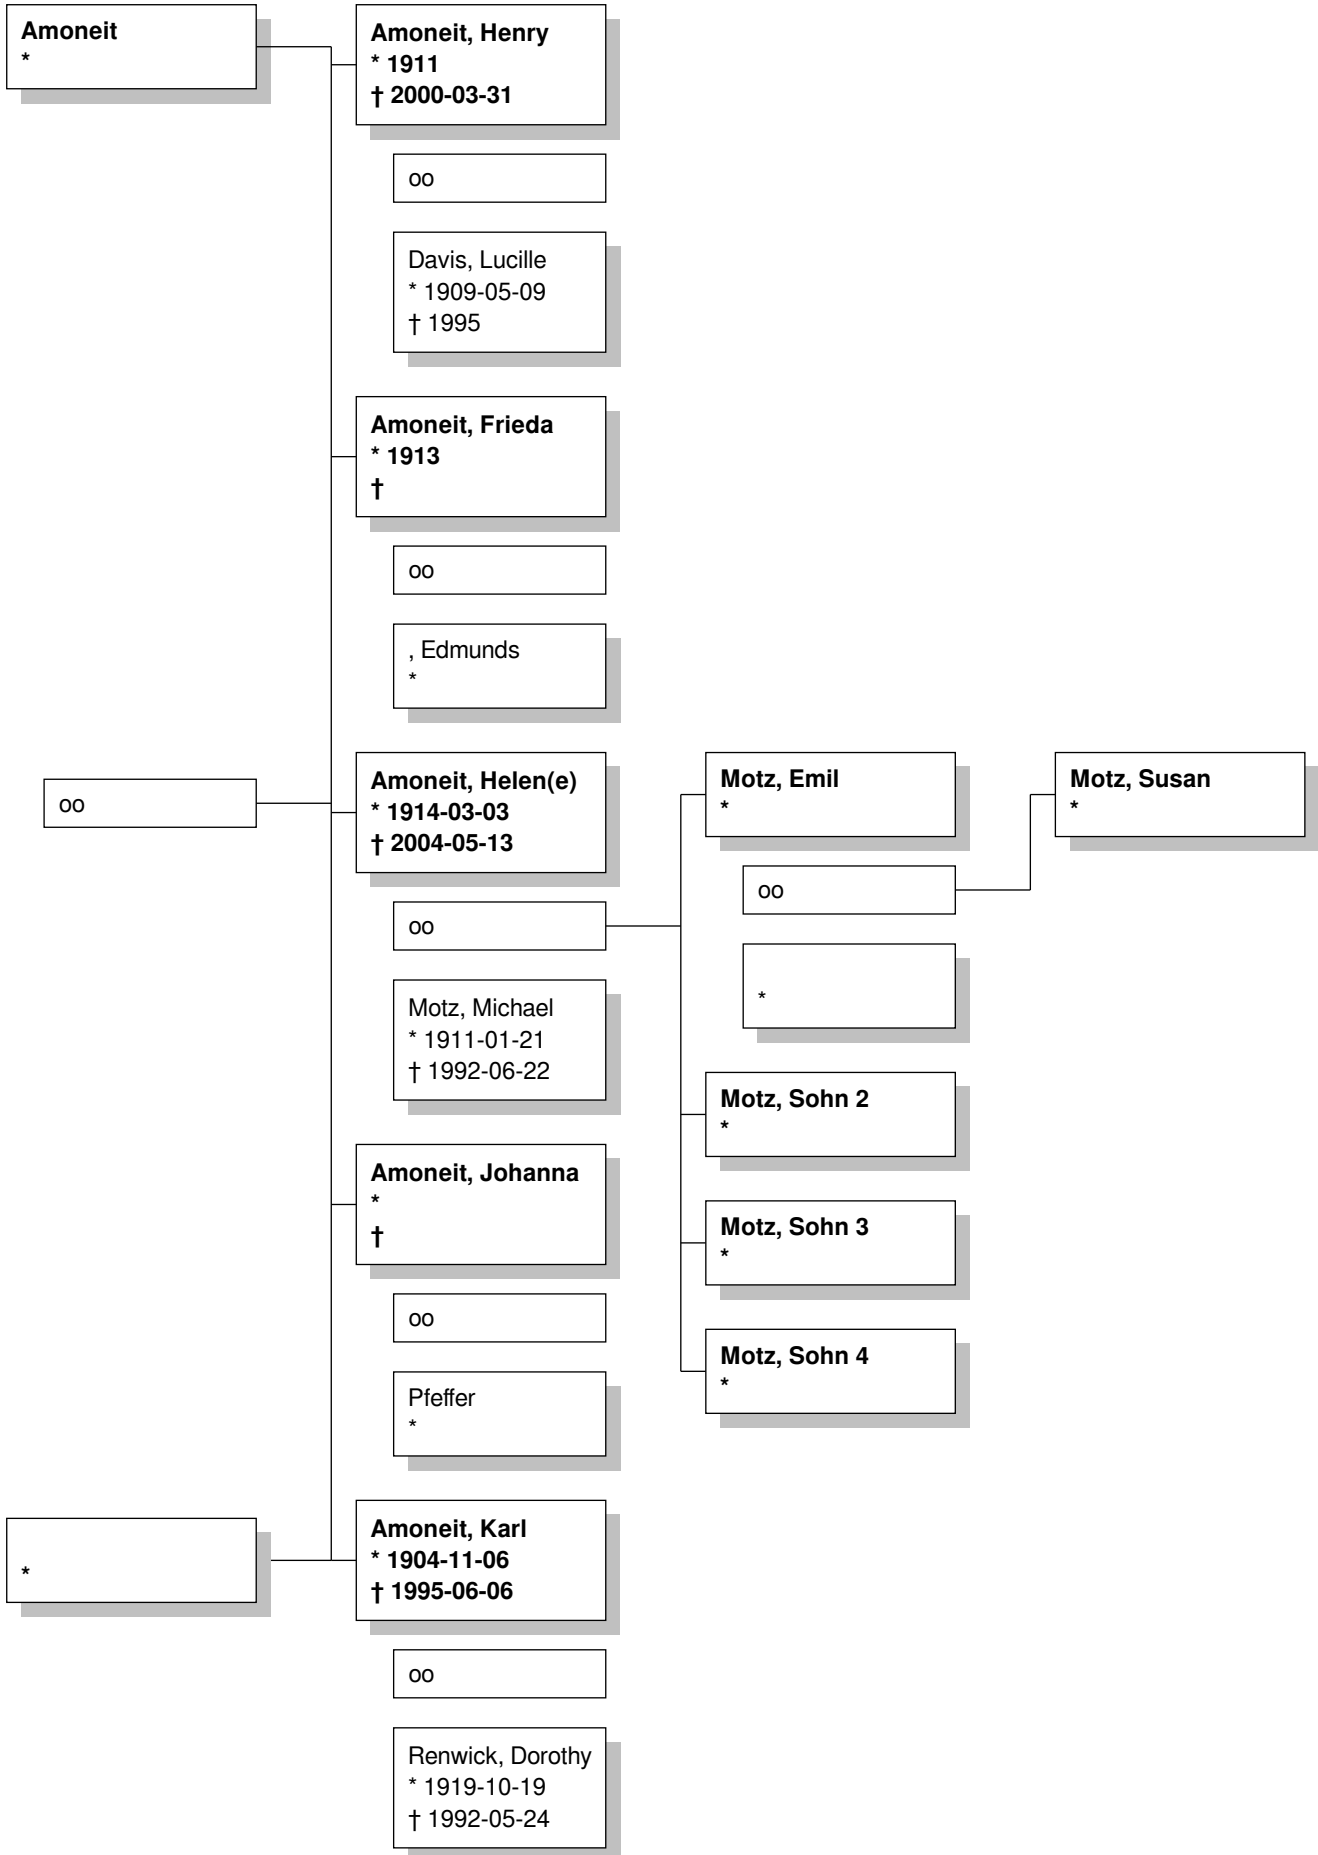 Amoneit
*
Amoneit, Henry
* 1911
† 2000-03-31
oo
Davis, Lucille
* 1909-05-09
† 1995
Amoneit, Frieda
* 1913
†
oo
, Edmunds
*
oo
Amoneit, Helen(e)
* 1914-03-03
† 2004-05-13
oo
Motz, Michael
* 1911-01-21
† 1992-06-22
Motz, Emil
*
oo
*
Motz, Susan
*
Motz, Sohn 2
*
Motz, Sohn 3
*
Motz, Sohn 4
*
Amoneit, Johanna
*
†
oo
Pfeffer
*
*
Amoneit, Karl
* 1904-11-06
† 1995-06-06
oo
Renwick, Dorothy
* 1919-10-19
† 1992-05-24